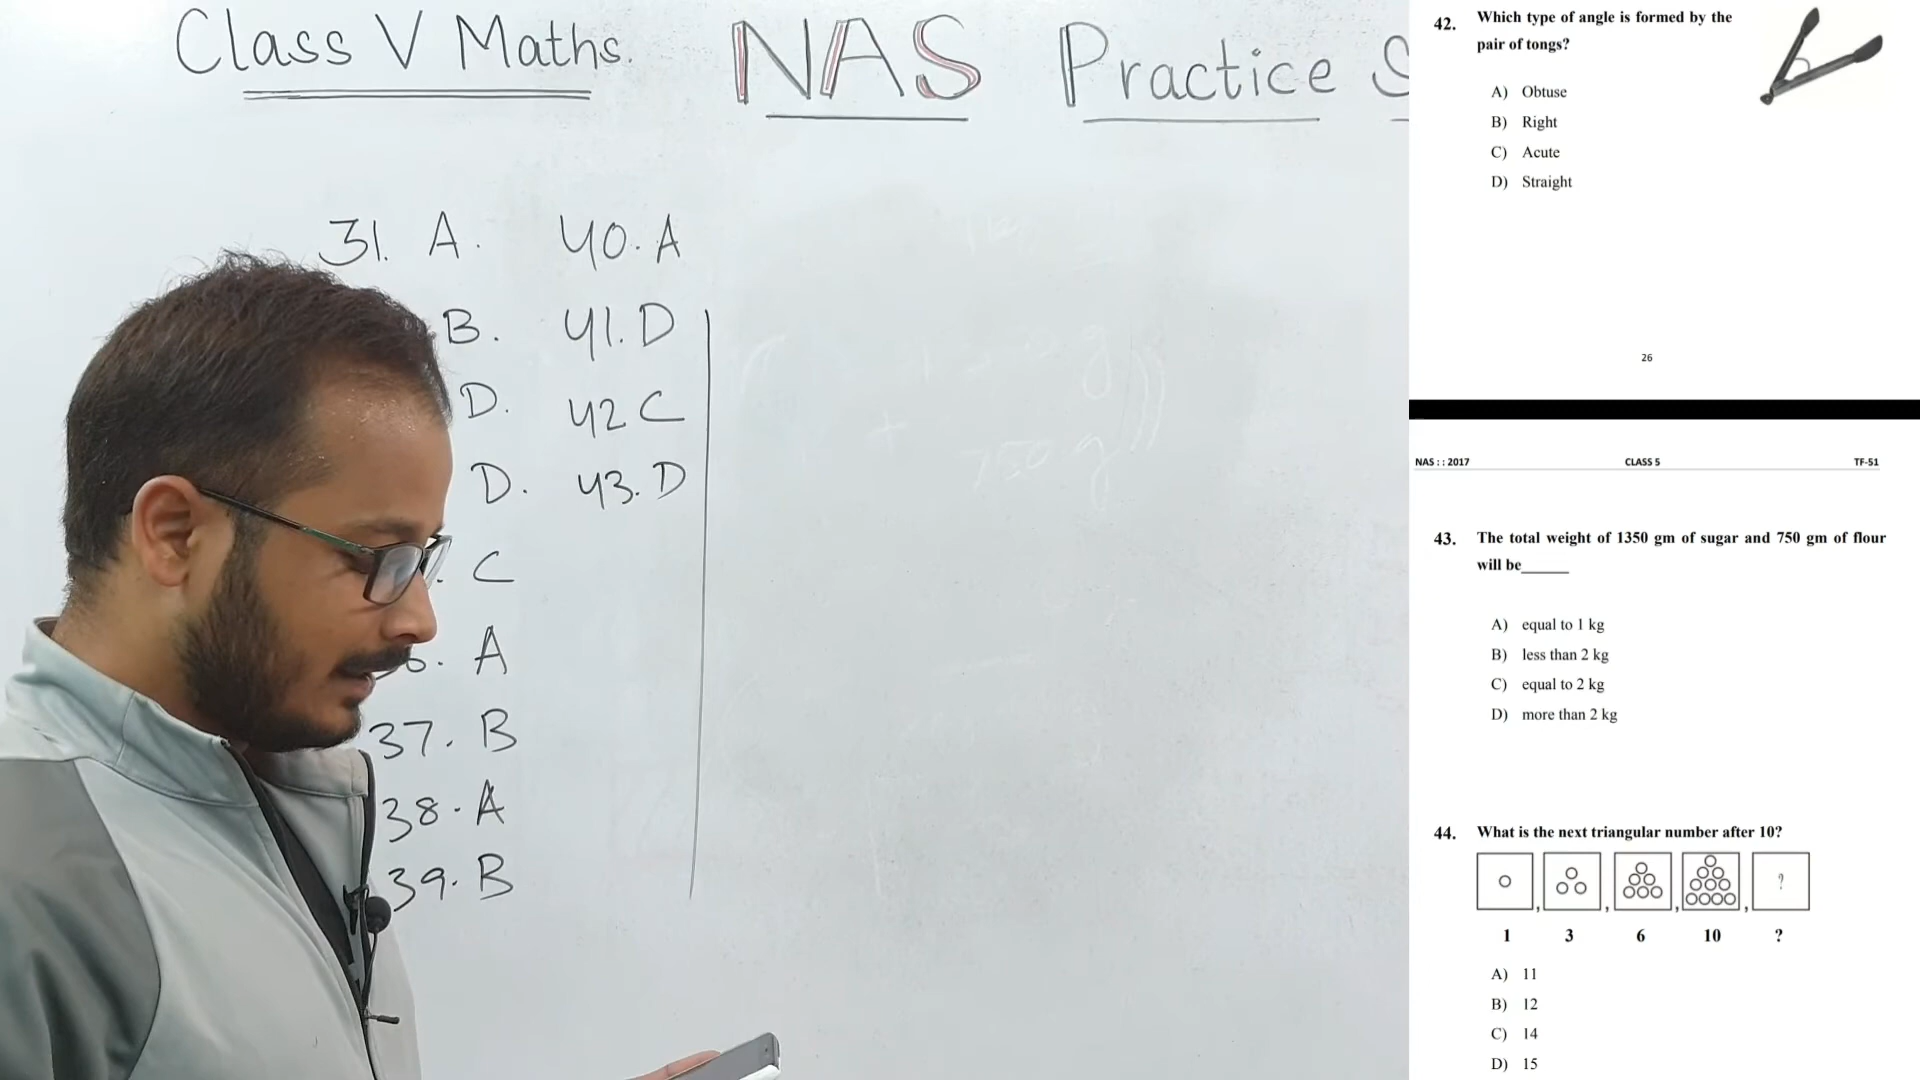 Class V Maths. NAS Practice S
31. A. 40. A
B. 41. D
D. 42 C
D. 43. D
. C
6. A
37. B
38. A
39. B
750 g
42. Which type of angle is formed by the
pair of tongs?
A) Obtuse
B) Right
C) Acute
D) Straight
26
NAS : : 2017 CLASS 5 TF-51
43. The total weight of 1350 gm of sugar and 750 gm of flour
will be______
A) equal to 1 kg
B) less than 2 kg
C) equal to 2 kg
D) more than 2 kg
44. What is the next triangular number after 10?
, , , , ?
1 3 6 10 ?
A) 11
B) 12
C) 14
D) 15